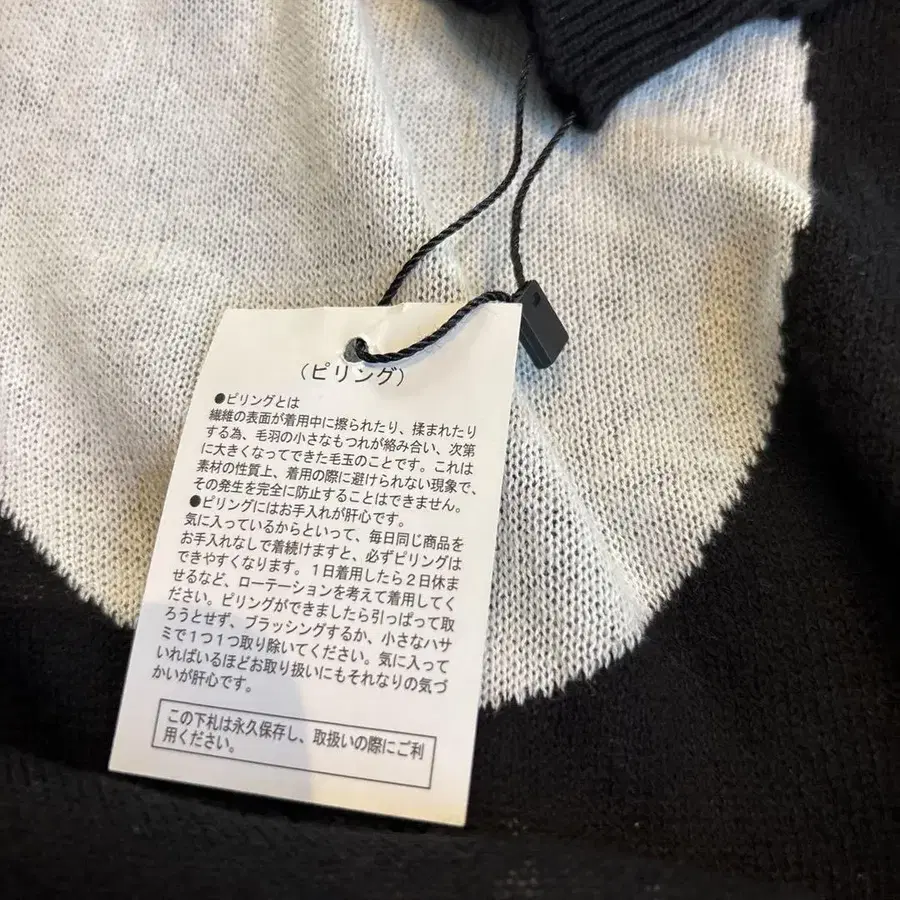 (ピリング)
●ピリングとは
繊維の表面が着用中に擦られたり、揉まれたり
する為、毛羽の小さなもつれが絡み合い、次第
に大きくなってできた毛玉のことです。これは
素材の性質上、着用の際に避けられない現象で、
その発生を完全に防止することはできません。
●ピリングにはお手入れが肝心です。
気に入っているからといって、毎日同じ商品を
お手入れなしで着続けますと、必ずピリングは
できやすくなります。1日着用したら2日休ま
せるなど、ローテーションを考えて着用してく
ださい。ピリングができましたら引っぱって取
ろうとせず、ブラッシングするか、小さなハサ
ミで1つ1つ取り除いてください。気に入って
いればいるほどお取り扱いにもそれなりの気づ
かいが肝心です。
この下札は永久保存し、取扱いの際にご利
用ください。